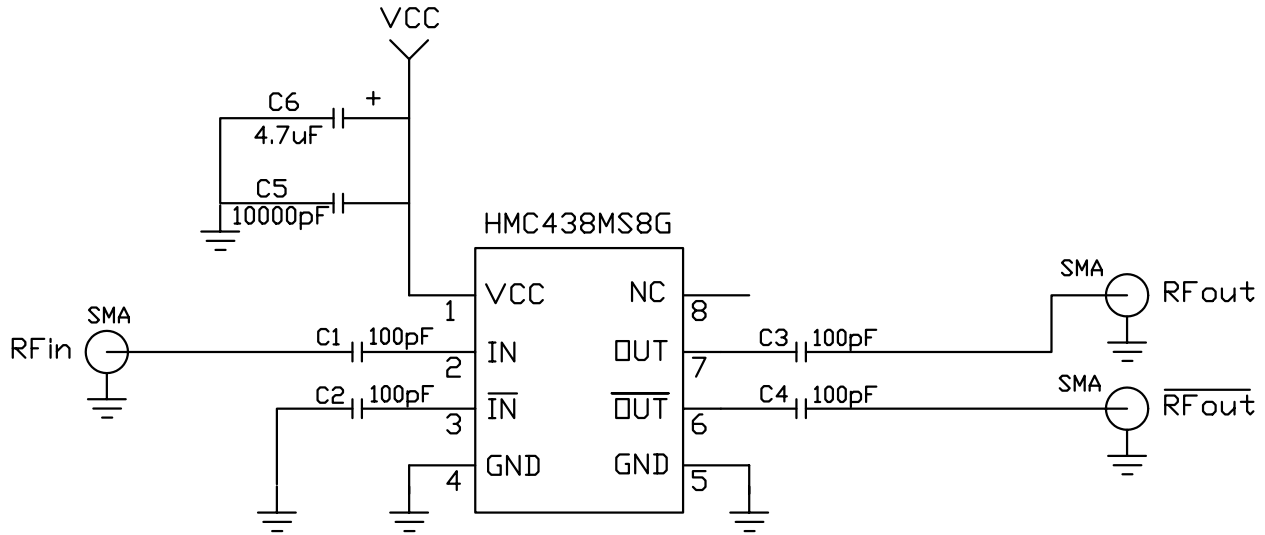 VCC
C6
+
4.7uF
C5
10000pF
HMC438MS8G
VCC
NC
1
8
SMA
RFout
SMA
RFin
C1 100pF
IN
OUT
C3 100pF
2
7
C2 100pF
IN
OUT
C4 100pF
SMA
RFout
3
6
GND
GND
4
5